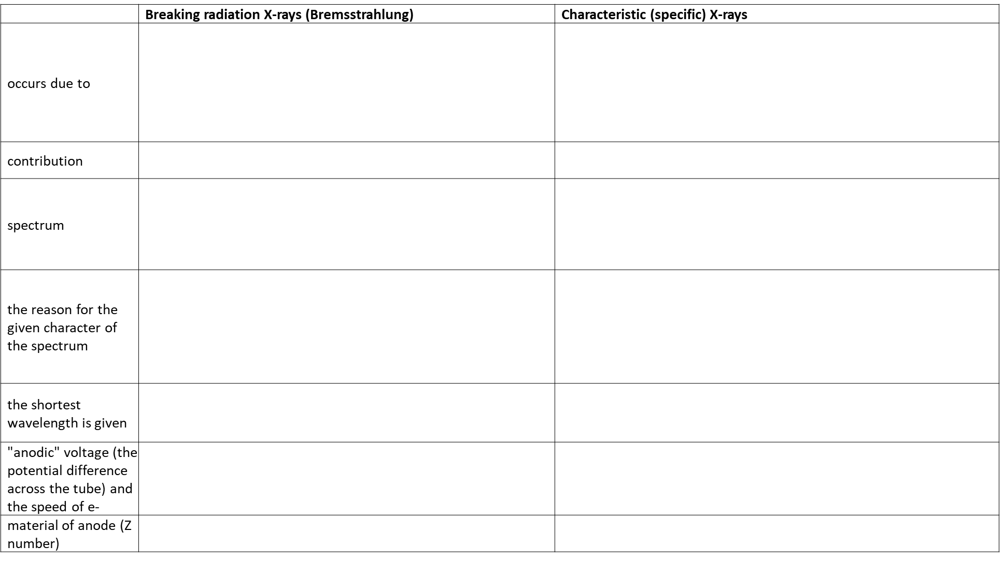 Breaking radiation X-rays (Bremsstrahlung)
Characteristic (specific) X-rays
occurs due to
contribution
spectrum
the reason for the
given character of
the spectrum
the shortest
wavelength is given
"anodic" voltage (the
potential difference
across the tube) and
the speed of e-
material of anode (Z
number)